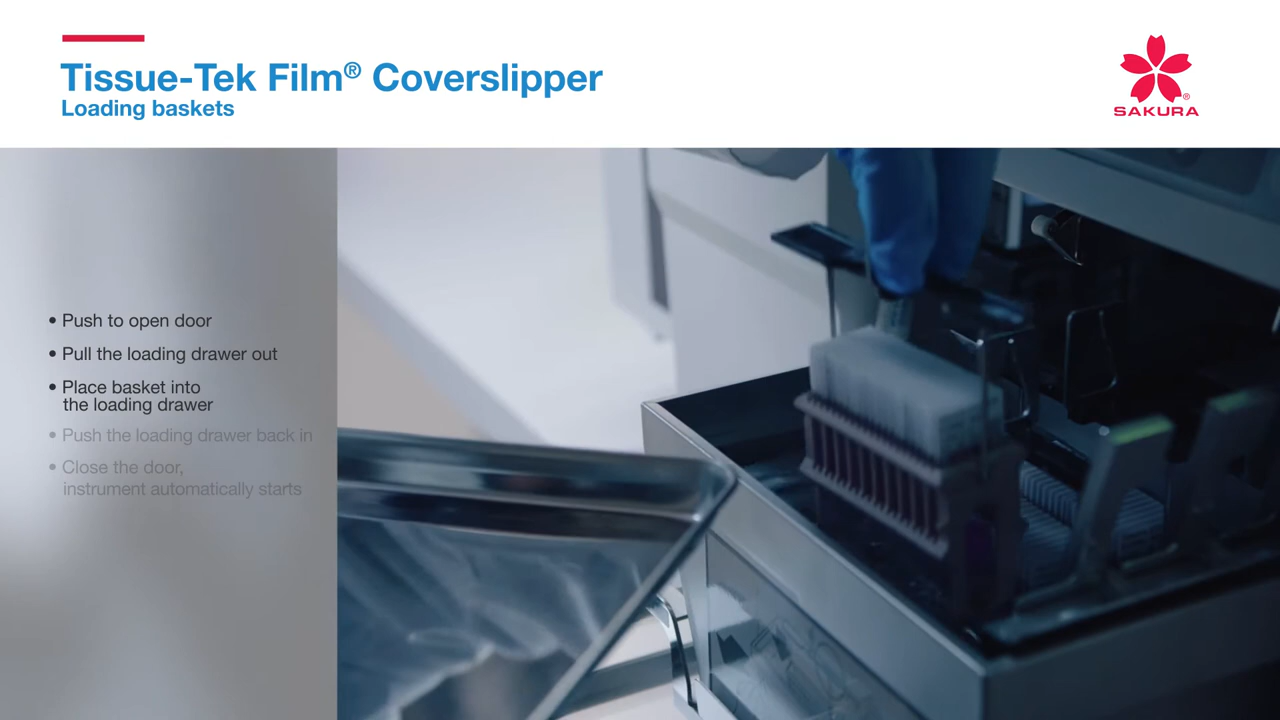 Tissue-Tek Film® Coverslipper
Loading baskets
SAKURA®
• Push to open door
• Pull the loading drawer out
• Place basket into
the loading drawer
• Push the loading drawer back in
• Close the door,
instrument automatically starts